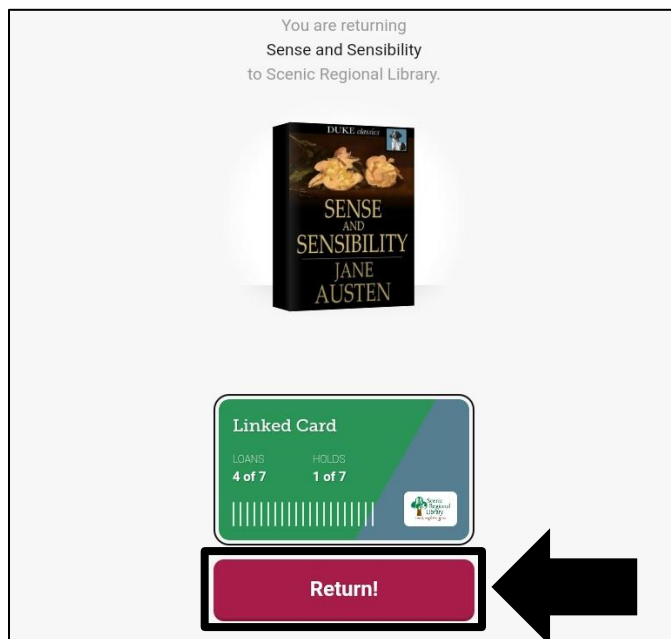 You are returning
Sense and Sensibility
to Scenic Regional Library.
DUKE classics
SENSE
AND
SENSIBILITY
JANE
AUSTEN
Linked Card
LOANS HOLDS
4 of 7 1 of 7
Scenic
Regional
Library
Return!